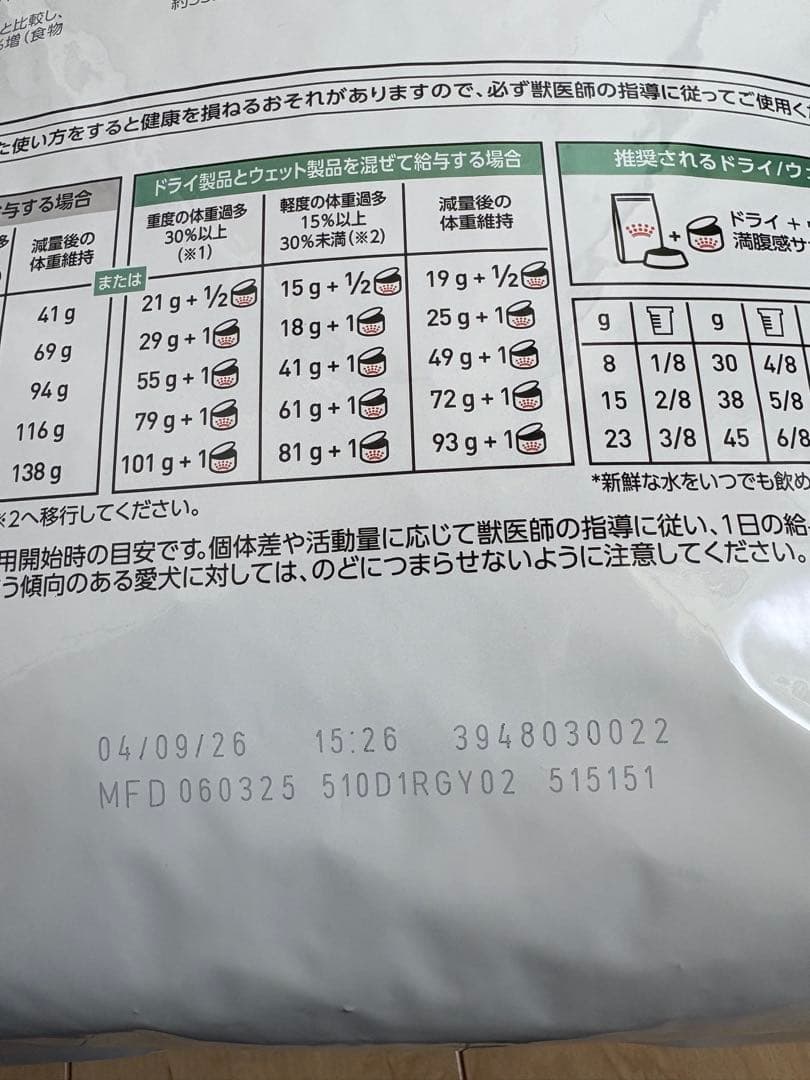 と比較し、
増(食物
た使い方をすると健康を損ねるおそれがありますので、必ず獣医師の指導に従ってご使用く
与する場合
減量後の
体重維持
41 g
69 g
94 g
116 g
138 g
または
ドライ製品とウェット製品を混ぜて給与する場合
重度の体重過多
30%以上
(※1)
軽度の体重過多
15%以上
30%未満(※2)
減量後の
体重維持
21 g + 1/2 15 g + 1/2 19 g + 1/2
29 g + 1 18 g + 1 25 g + 1
55 g + 1 41 g + 1 49 g + 1
79 g + 1 61 g + 1 72 g + 1
101 g + 1 81 g + 1 93 g + 1
推奨されるドライ/ウェ
ドライ +
満腹感サ
g g
8 1/8 30 4/8
15 2/8 38 5/8
23 3/8 45 6/8
*新鮮な水をいつでも飲め
※2へ移行してください。
用開始時の目安です。個体差や活動量に応じて獣医師の指導に従い、1日の給
う傾向のある愛犬に対しては、のどにつまらせないように注意してください。
04/09/26 15:26 3948030022
MFD 060325 510D1RGY02 515151